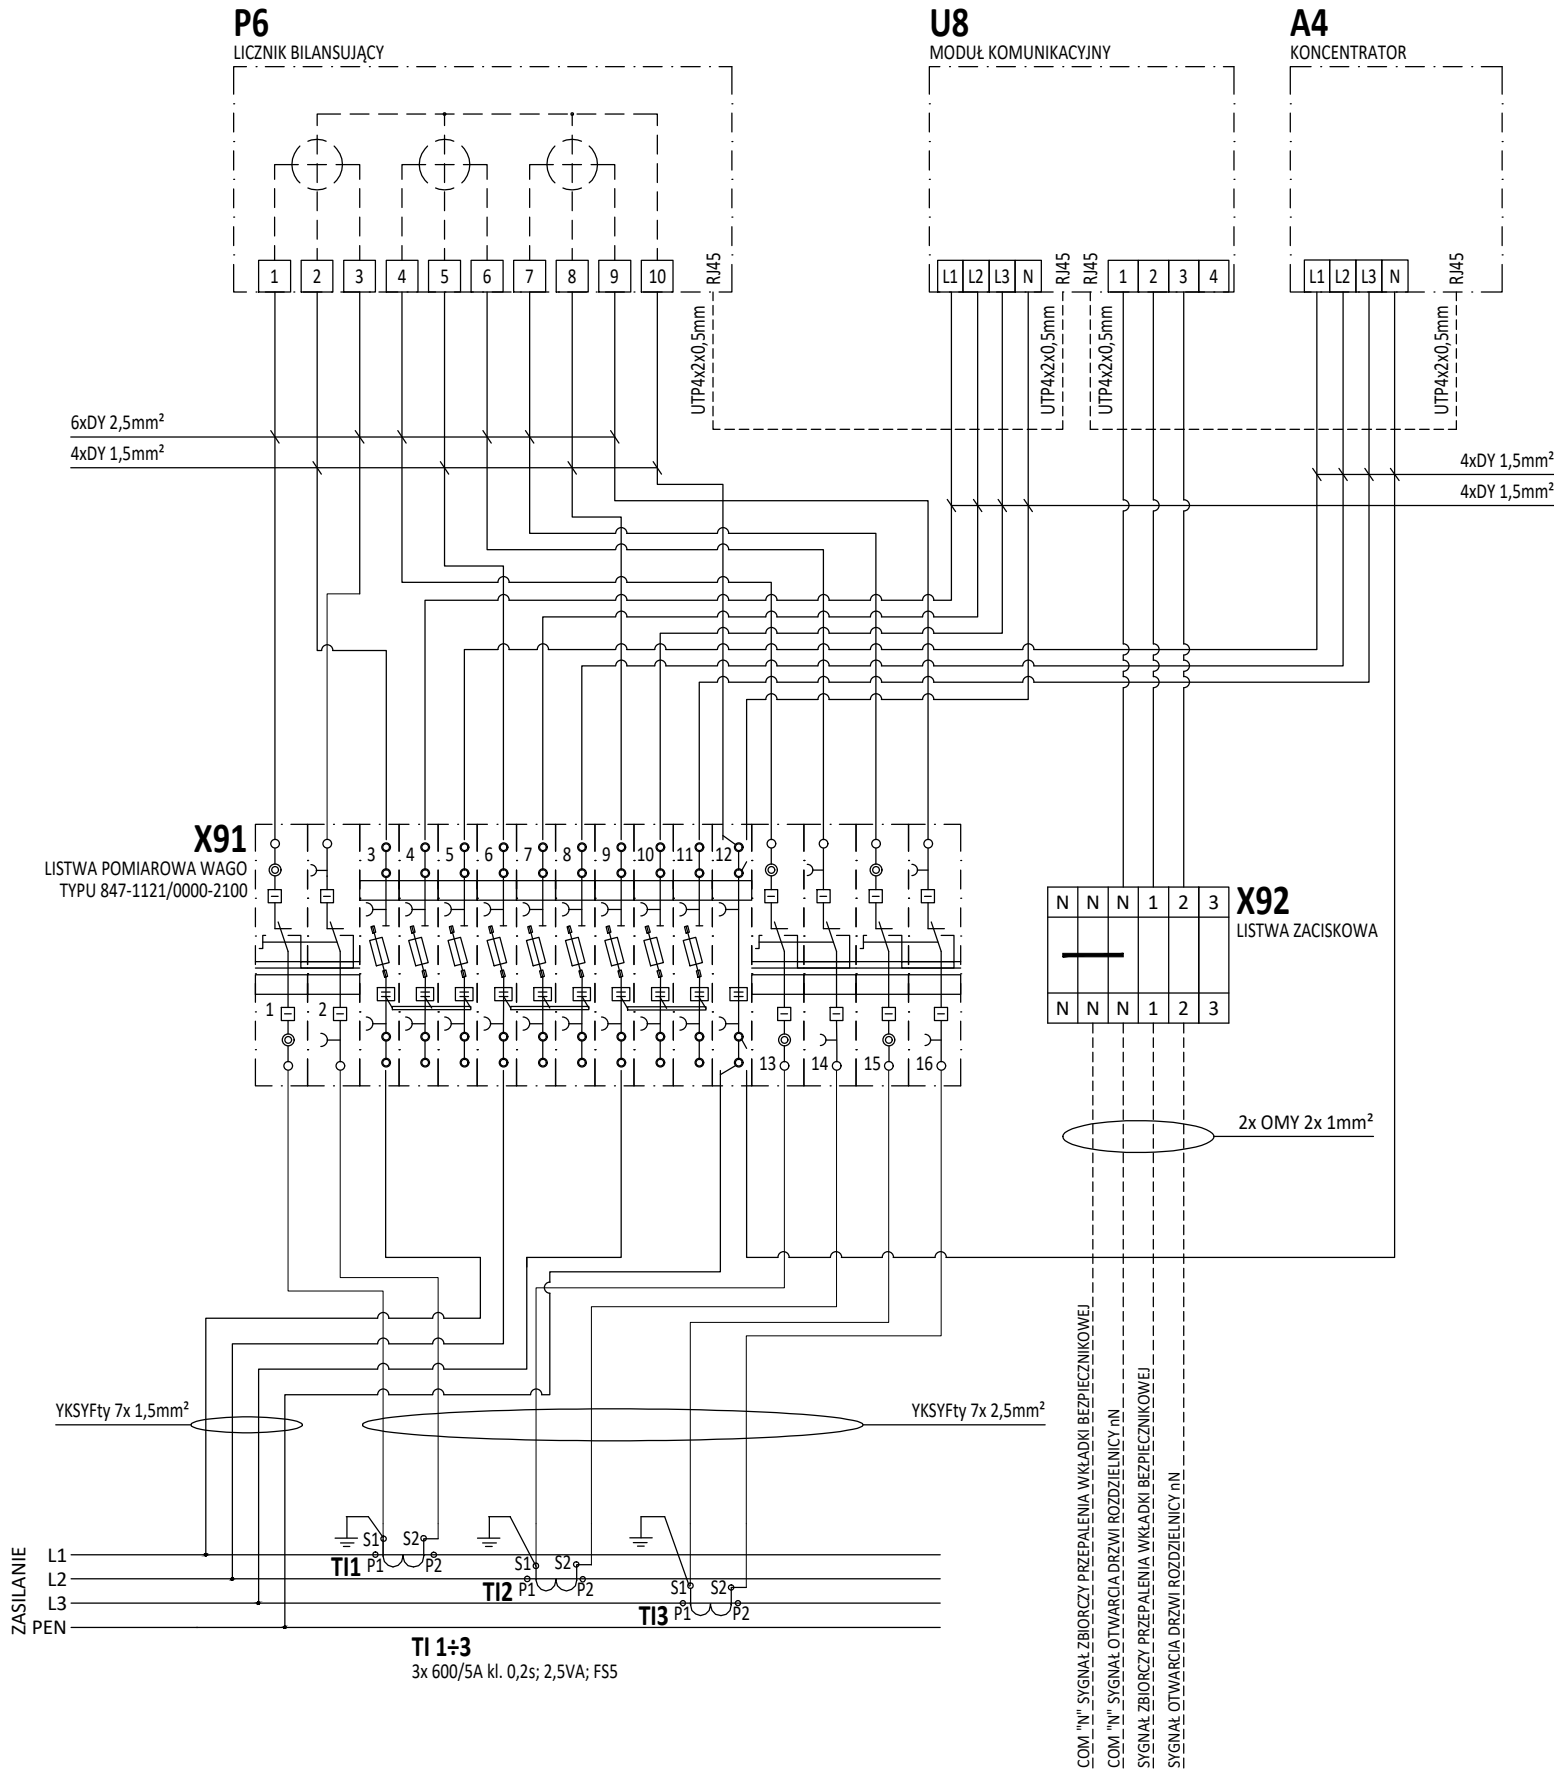 P6
LICZNIK BILANSUJĄCY
U8
MODUŁ KOMUNIKACYJNY
A4
KONCENTRATOR
1 2 3 4 5 6 7 8 9 10 RJ45
L1 L2 L3 N RJ45 RJ45 1 2 3 4
L1 L2 L3 N RJ45
UTP4x2x0,5mm
UTP4x2x0,5mm
UTP4x2x0,5mm
UTP4x2x0,5mm
6xDY 2,5mm²
4xDY 1,5mm²
4xDY 1,5mm²
4xDY 1,5mm²
X91
LISTWA POMIAROWA WAGO
TYPU 847-1121/0000-2100
3 4 5 6 7 8 9 10 11 12
1 2
13 14 15 16
N N N 1 2 3
X92
LISTWA ZACISKOWA
N N N 1 2 3
2x OMY 2x 1mm²
COM "N" SYGNAŁ ZBIORCZY PRZEPALENIA WKŁADKI BEZPIECZNIKOWEJ
COM "N" SYGNAŁ OTWARCIA DRZWI ROZDZIELNICY nN
SYGNAŁ ZBIORCZY PRZEPALENIA WKŁADKI BEZPIECZNIKOWEJ
SYGNAŁ OTWARCIA DRZWI ROZDZIELNICY nN
YKSYFty 7x 1,5mm²
YKSYFty 7x 2,5mm²
ZASILANIE
L1
L2
L3
PEN
S1 S2
TI1 P1 P2
S1 S2
TI2 P1 P2
S1 S2
TI3 P1 P2
TI 1÷3
3x 600/5A kl. 0,2s; 2,5VA; FS5